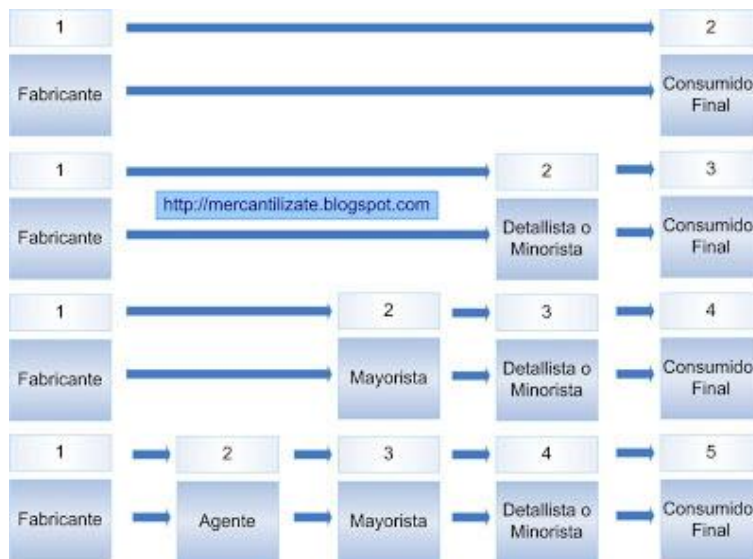 1 2
Fabricante Consumido
Final
1 2 3
http://mercantilizate.blogspot.com
Fabricante Detallista o
Minorista Consumido
Final
1 2 3 4
Fabricante Mayorista Detallista o
Minorista Consumido
Final
1 2 3 4 5
Fabricante Agente Mayorista Detallista o
Minorista Consumido
Final